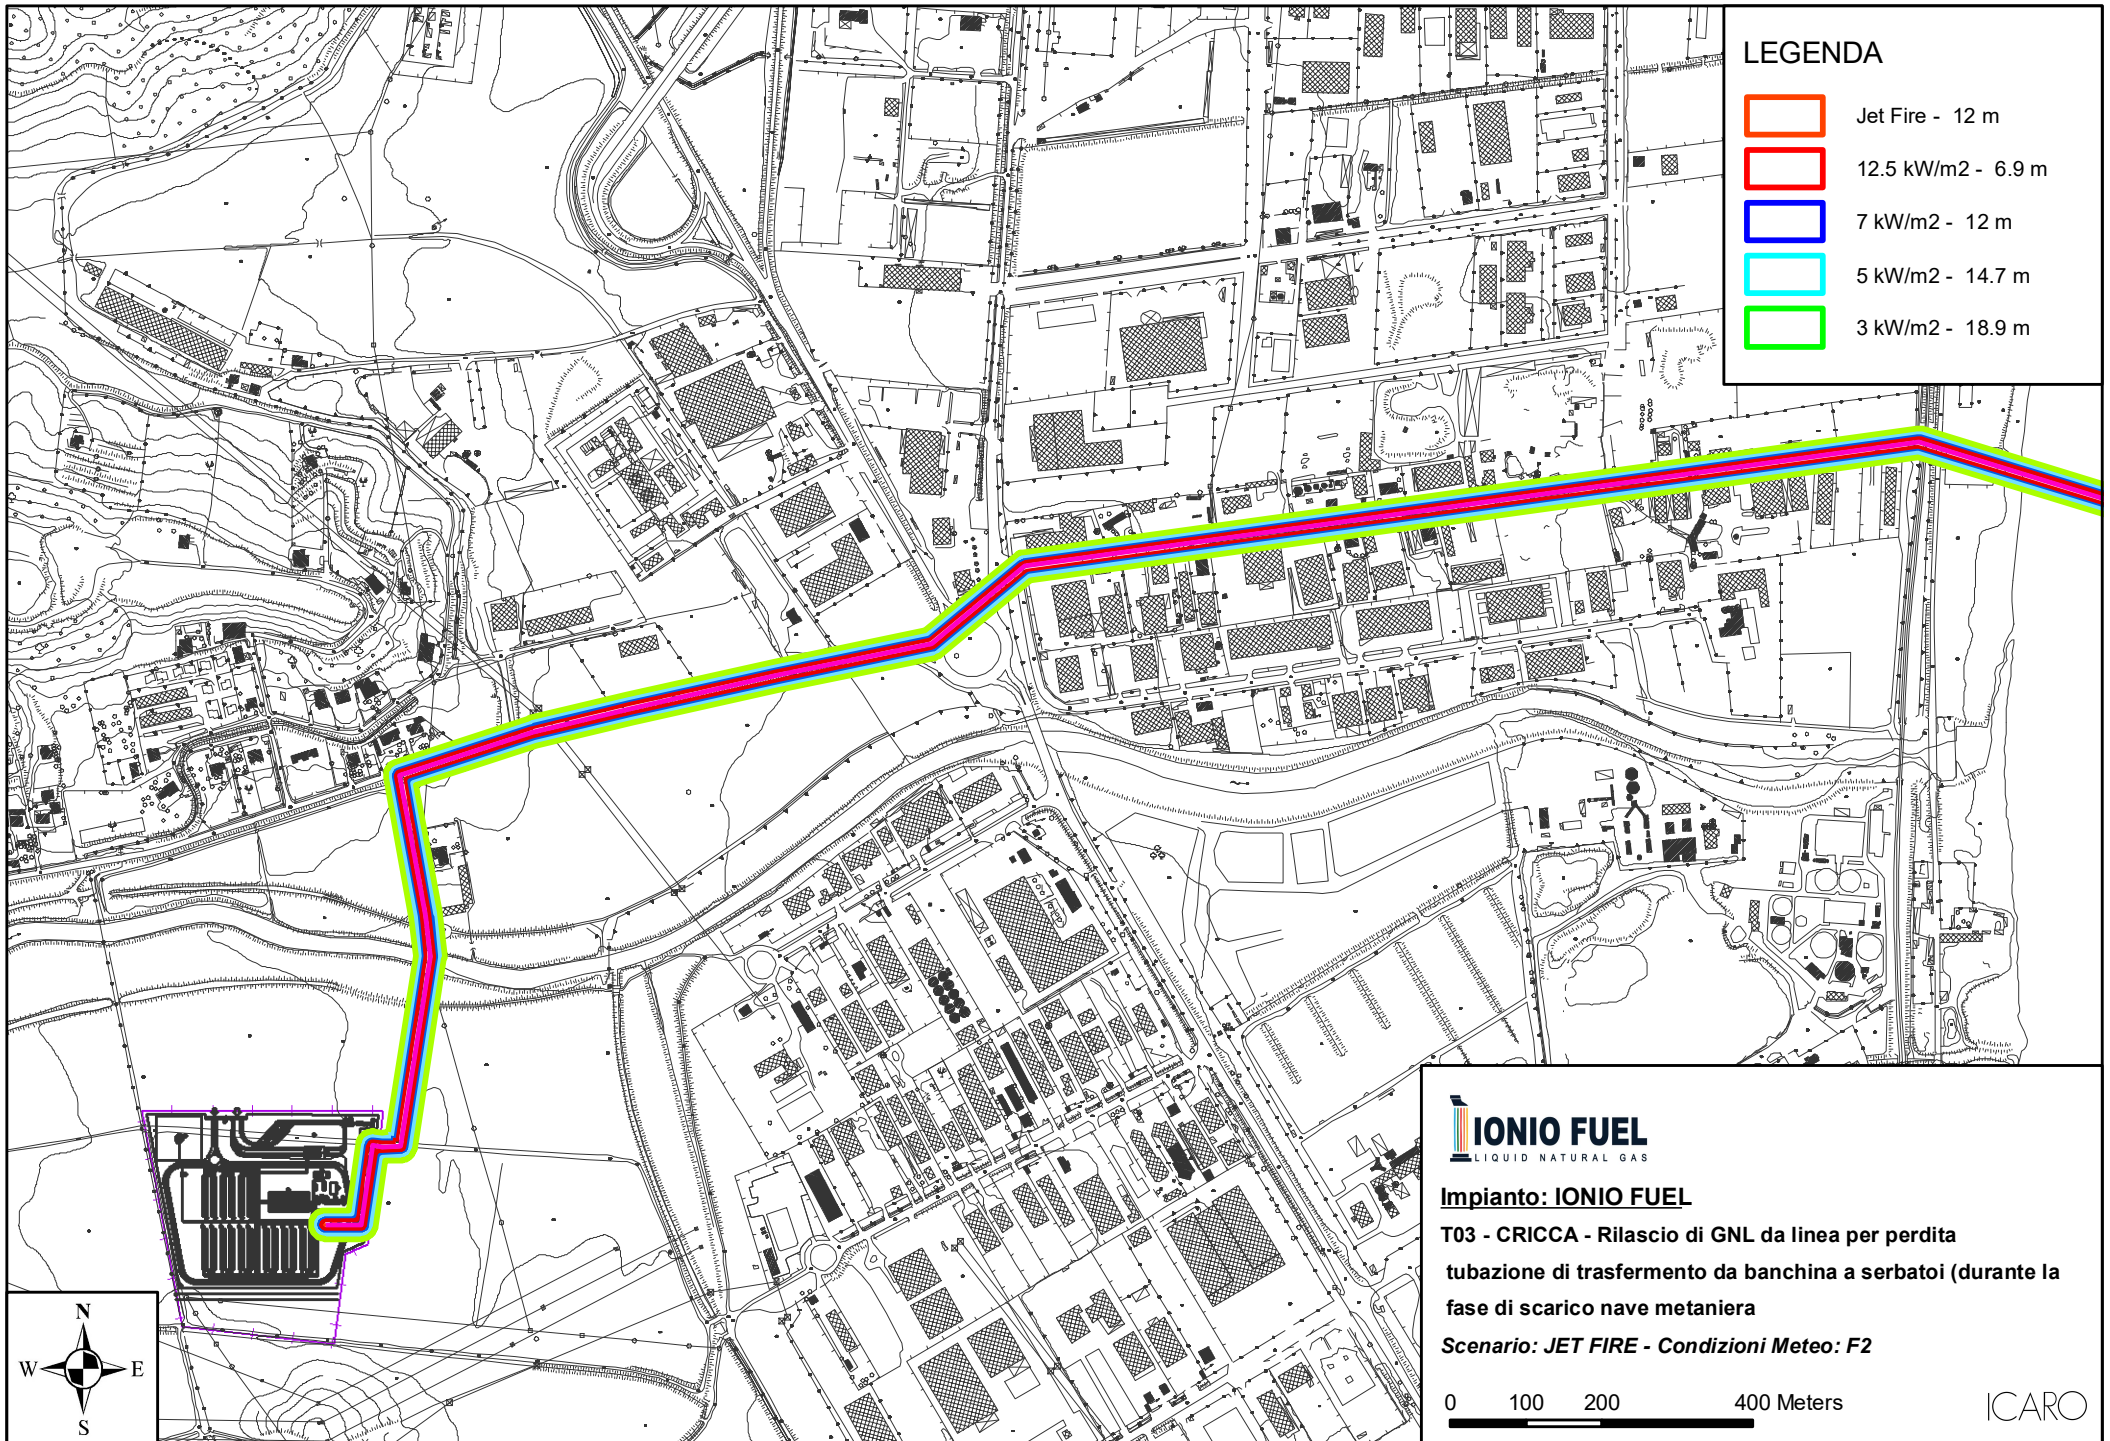 LEGENDA
Jet Fire - 12 m
12.5 kW/m2 - 6.9 m
7 kW/m2 - 12 m
5 kW/m2 - 14.7 m
3 kW/m2 - 18.9 m
IONIO FUEL
LIQUID NATURAL GAS
Impianto: IONIO FUEL
T03 - CRICCA - Rilascio di GNL da linea per perdita
tubazione di trasfermento da banchina a serbatoi (durante la
fase di scarico nave metaniera
Scenario: JET FIRE - Condizioni Meteo: F2
0 100 200 400 Meters
ICARO
N
W E
S